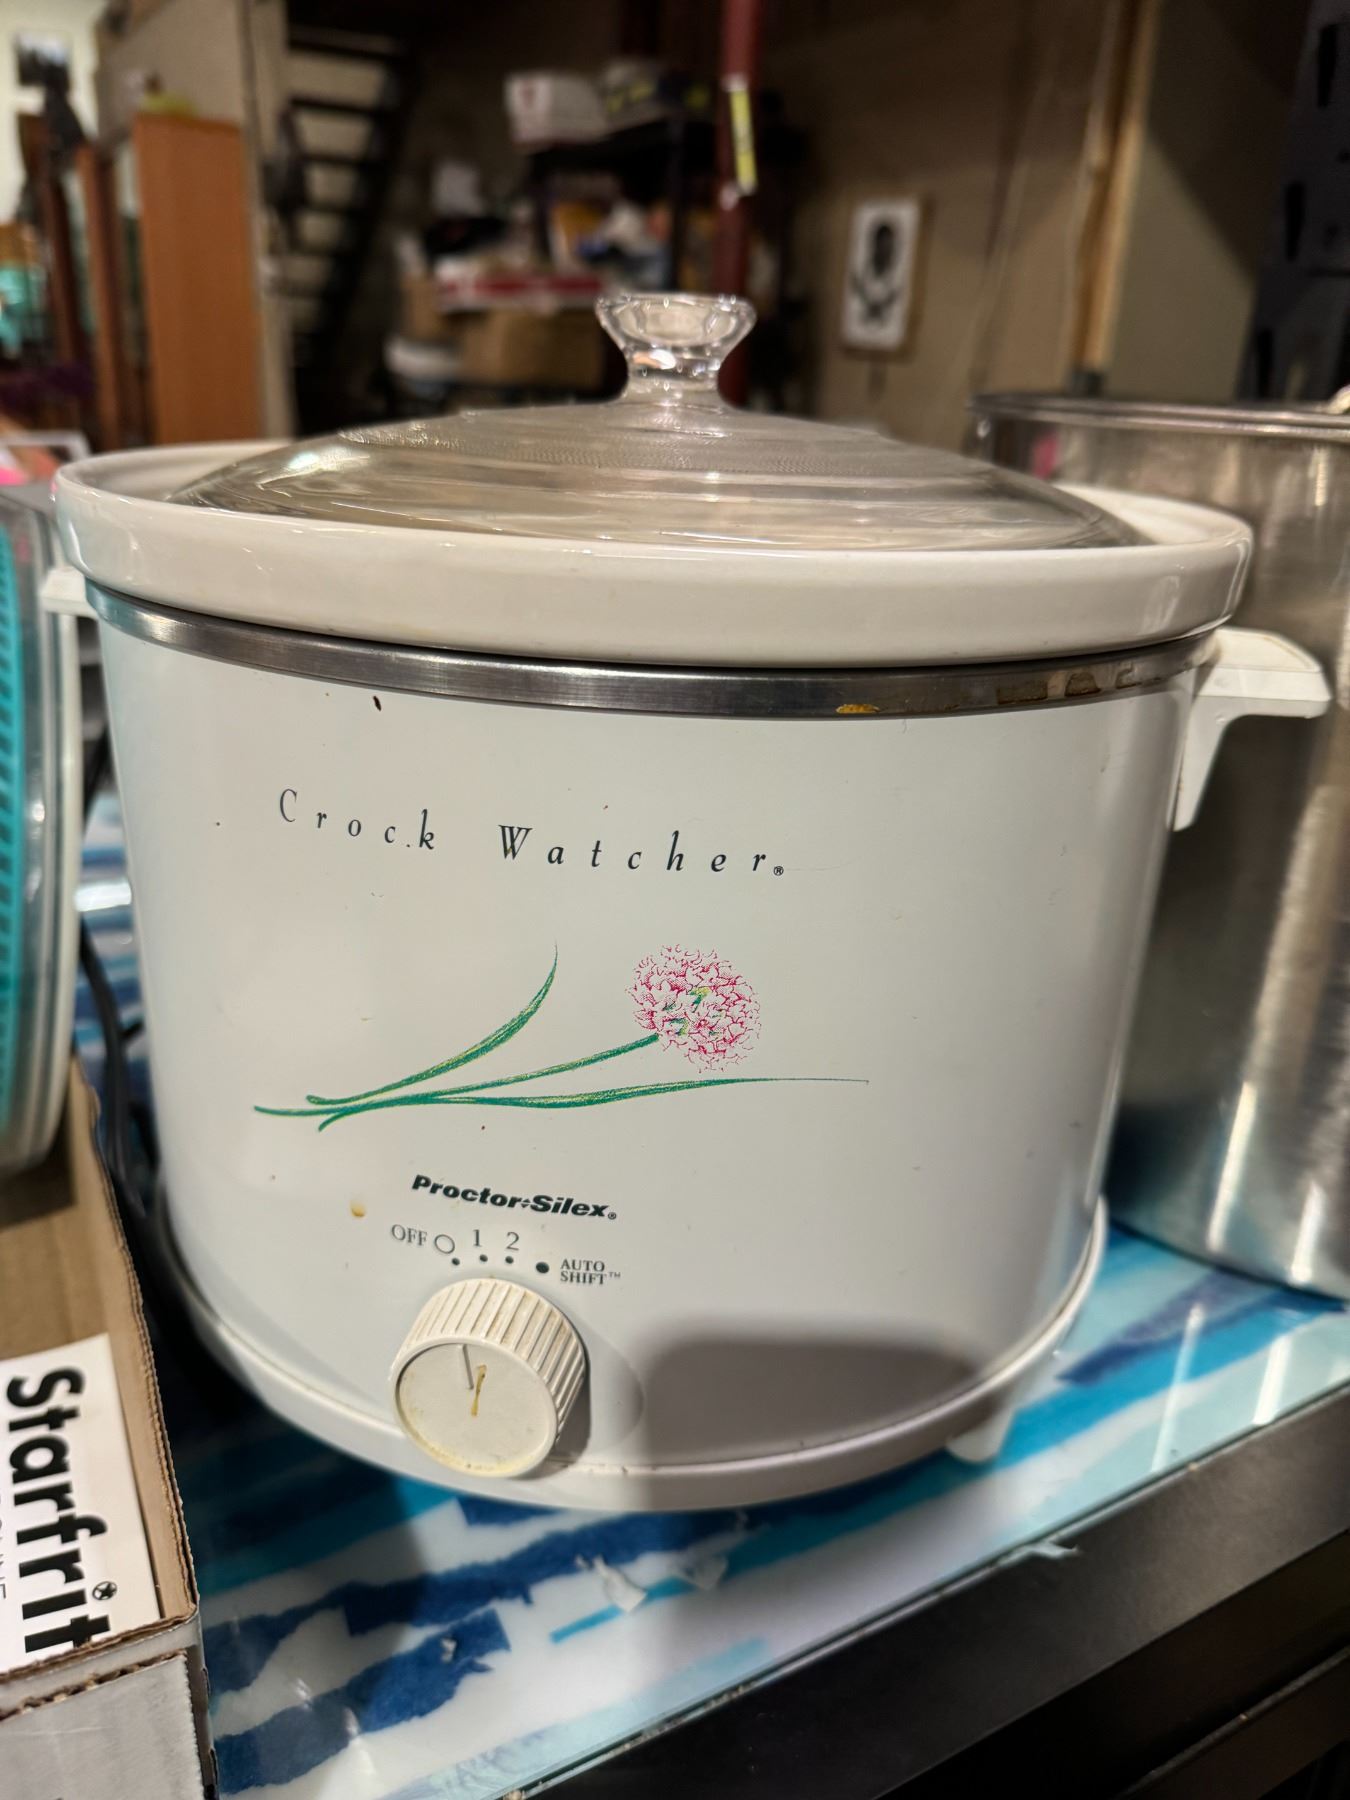 Crock Watcher®
Proctor-Silex®
OFF 1 2
AUTO
SHIFT™
Starfrit